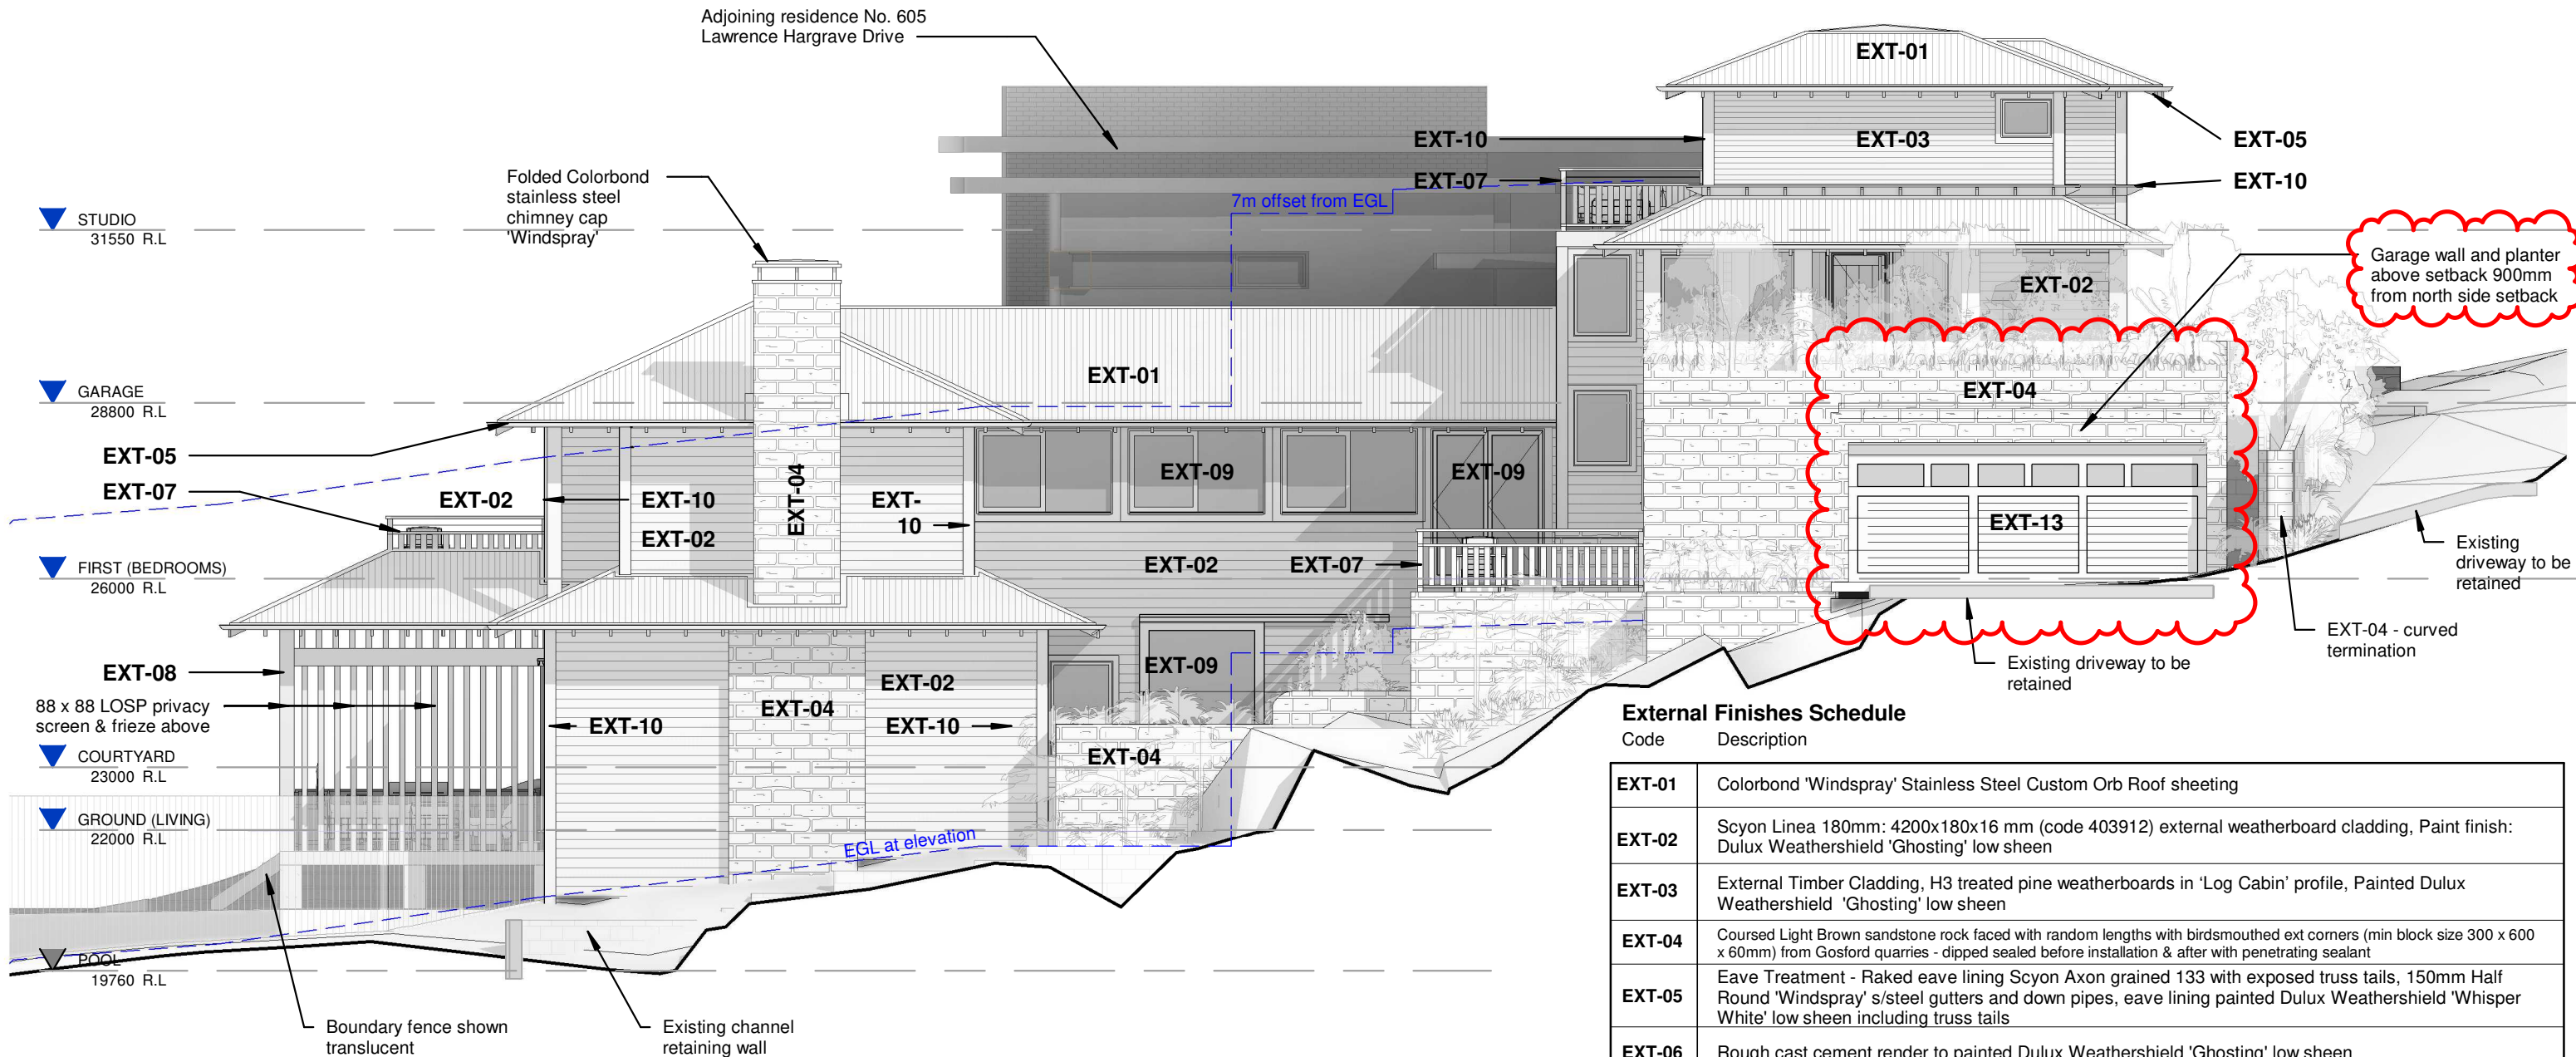 Adjoining residence No. 605
Lawrence Hargrave Drive
EXT-01
EXT-10
EXT-03
EXT-05
EXT-07
EXT-10
Folded Colorbond
stainless steel
chimney cap
'Windspray'
7m offset from EGL
STUDIO
31550 R.L
Garage wall and planter
above setback 900mm
from north side setback
EXT-02
EXT-01
EXT-04
GARAGE
28800 R.L
EXT-05
EXT-07
EXT-02
EXT-10
EXT-02
EXT-04
EXT-
10
EXT-09
EXT-09
EXT-13
EXT-02
EXT-07
FIRST (BEDROOMS)
26000 R.L
Existing
driveway to be
retained
EXT-04 - curved
termination
Existing driveway to be
retained
EXT-08
88 x 88 LOSP privacy
screen & frieze above
EXT-09
EXT-02
EXT-04
EXT-10
EXT-10
EXT-04
COURTYARD
23000 R.L
GROUND (LIVING)
22000 R.L
EGL at elevation
POOL
19760 R.L
Boundary fence shown
translucent
Existing channel
retaining wall
External Finishes Schedule
Code Description
EXT-01 Colorbond 'Windspray' Stainless Steel Custom Orb Roof sheeting
EXT-02 Scyon Linea 180mm: 4200x180x16 mm (code 403912) external weatherboard cladding, Paint finish:
Dulux Weathershield 'Ghosting' low sheen
EXT-03 External Timber Cladding, H3 treated pine weatherboards in ‘Log Cabin’ profile, Painted Dulux
Weathershield 'Ghosting' low sheen
EXT-04 Coursed Light Brown sandstone rock faced with random lengths with birdsmouthed ext corners (min block size 300 x 600
x 60mm) from Gosford quarries - dipped sealed before installation & after with penetrating sealant
EXT-05 Eave Treatment - Raked eave lining Scyon Axon grained 133 with exposed truss tails, 150mm Half
Round 'Windspray' s/steel gutters and down pipes, eave lining painted Dulux Weathershield 'Whisper
White' low sheen including truss tails
EXT-06 Rough cast cement render to painted Dulux Weathershield 'Ghosting' low sheen